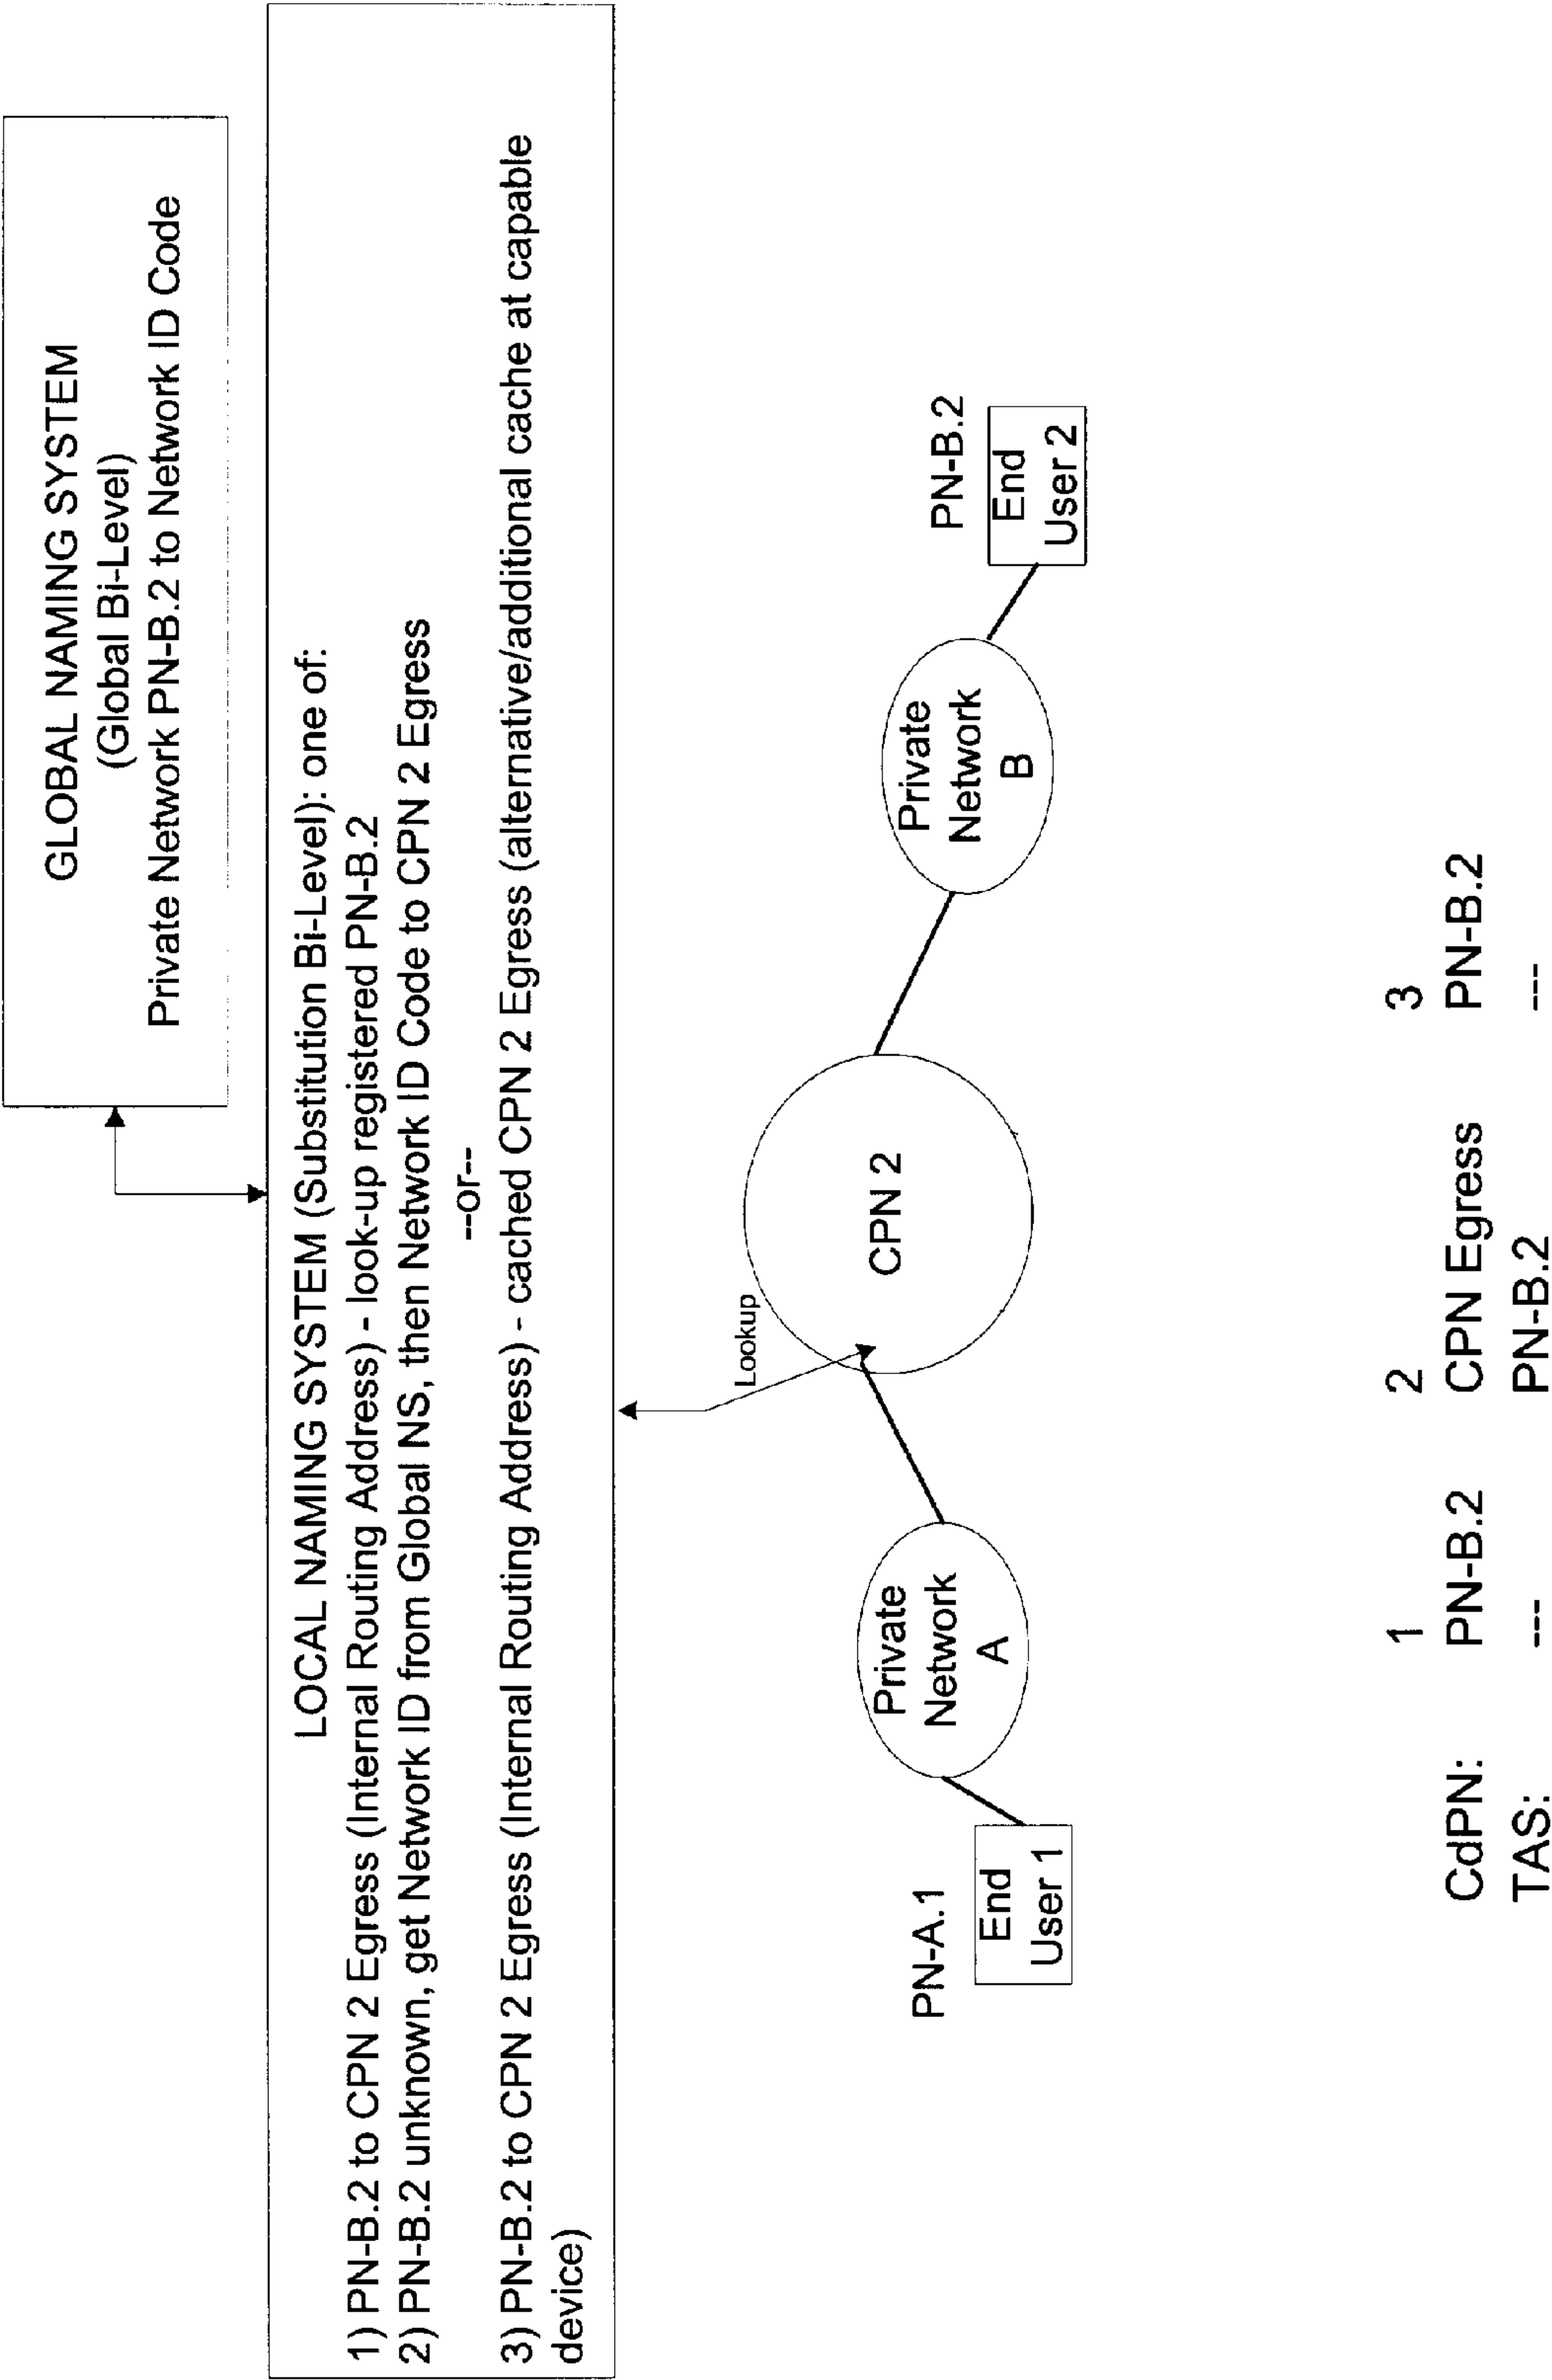 GLOBAL NAMING SYSTEM
(Global Bi-Level)
Private Network PN-B.2 to Network ID Code
LOCAL NAMING SYSTEM (Substitution Bi-Level): one of:
1) PN-B.2 to CPN 2 Egress (Internal Routing Address) - look-up registered PN-B.2
2) PN-B.2 unknown, get Network ID from Global NS, then Network ID Code to CPN 2 Egress
--or--
3) PN-B.2 to CPN 2 Egress (Internal Routing Address) - cached CPN 2 Egress (alternative/additional cache at capable
device)
Lookup
PN-A.1
End
User 1
Private
Network
A
CPN 2
Private
Network
B
PN-B.2
End
User 2
1 2 3
CdPN: PN-B.2 CPN Egress PN-B.2
TAS: --- PN-B.2 ---